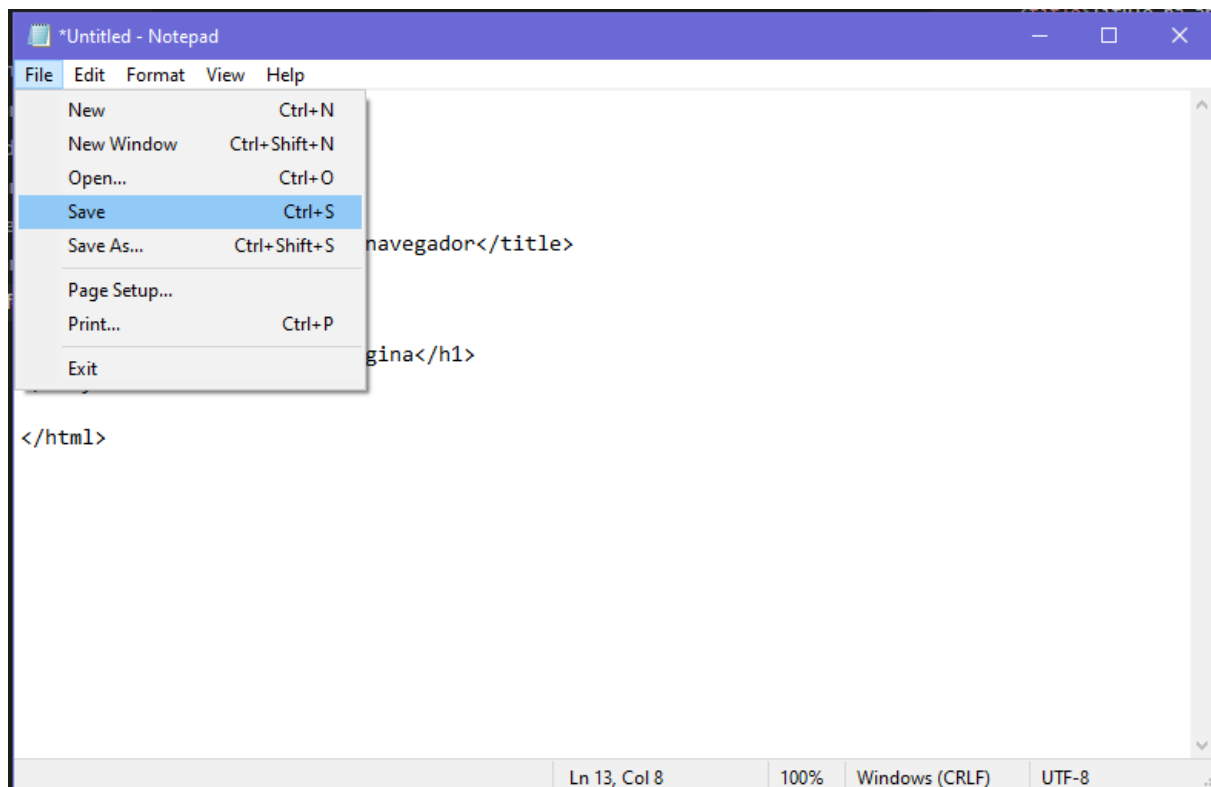 *Untitled - Notepad
File Edit Format View Help
New Ctrl+N
New Window Ctrl+Shift+N
Open... Ctrl+O
Save Ctrl+S
Save As... Ctrl+Shift+S
navegador</title>
Page Setup...
Print... Ctrl+P
gina</h1>
Exit
</html>
Ln 13, Col 8 100% Windows (CRLF) UTF-8